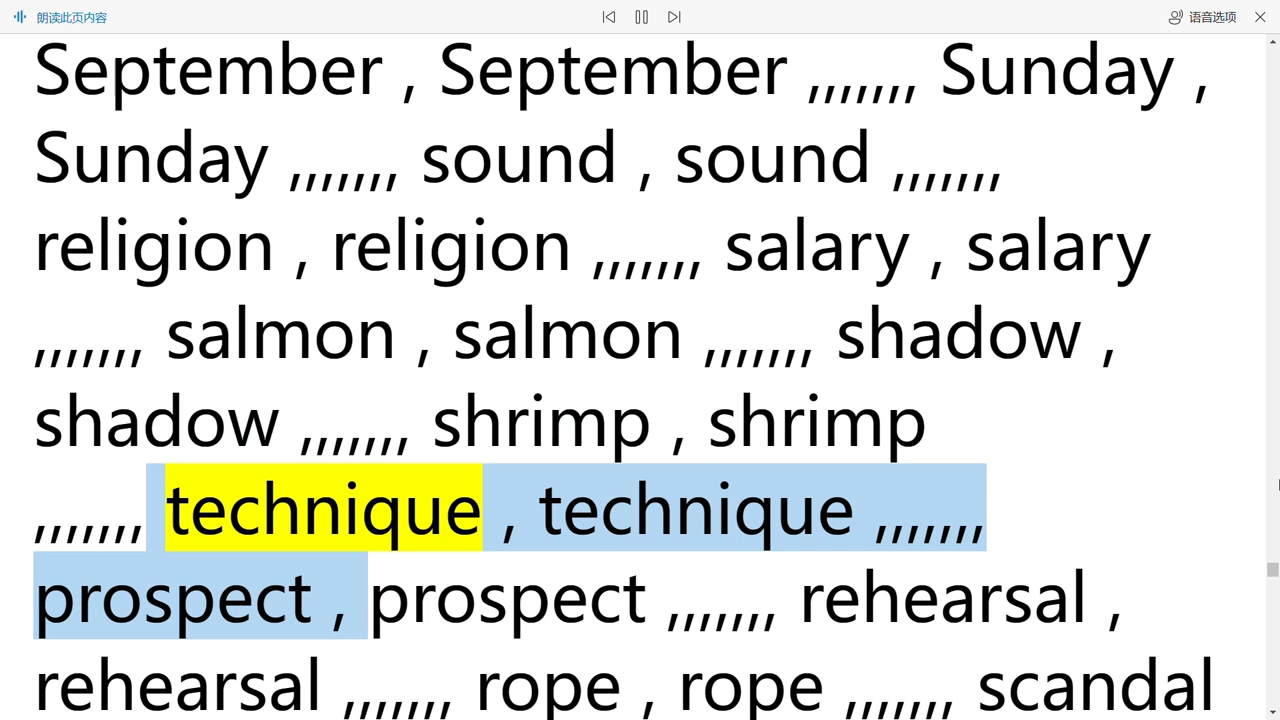 朗读此页内容
语音选项
September , September ,,,,,,, Sunday ,
Sunday ,,,,,,, sound , sound ,,,,,,,
religion , religion ,,,,,,, salary , salary
,,,,,,, salmon , salmon ,,,,,,, shadow ,
shadow ,,,,,,, shrimp , shrimp
,,,,,,, technique , technique ,,,,,,,
prospect , prospect ,,,,,,, rehearsal ,
rehearsal ,,,,,,, rope , rope ,,,,,,, scandal